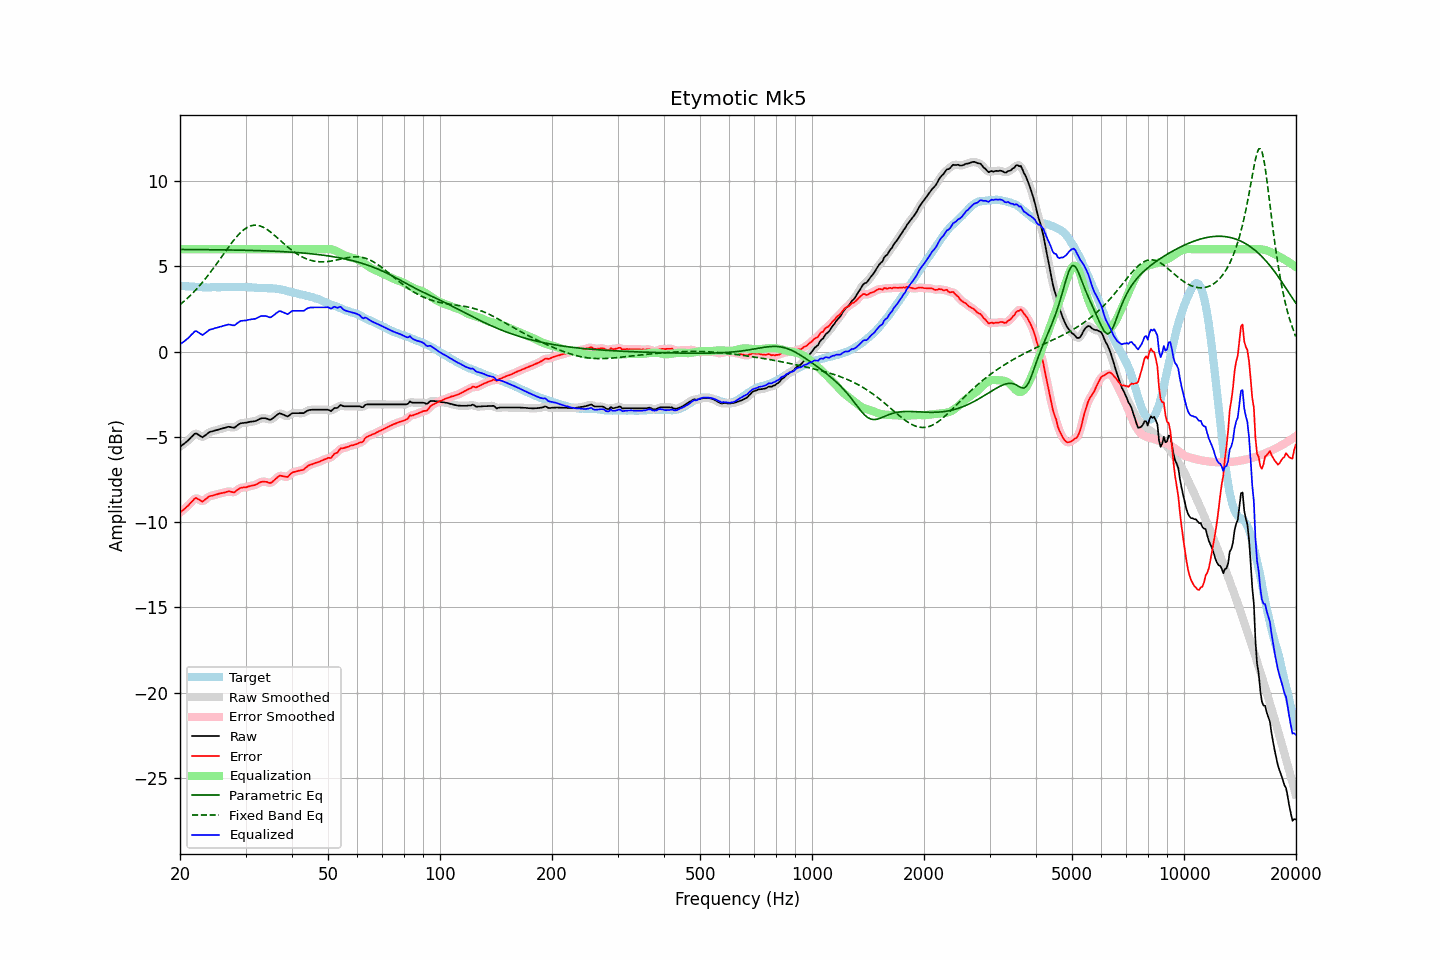 Etymotic Mk5
Amplitude (dBr)
10
5
0
−5
−10
−15
−20
−25
Target
Raw Smoothed
Error Smoothed
Raw
Error
Equalization
Parametric Eq
Fixed Band Eq
Equalized
20 50 100 200 500 1000 2000 5000 10000 20000
Frequency (Hz)